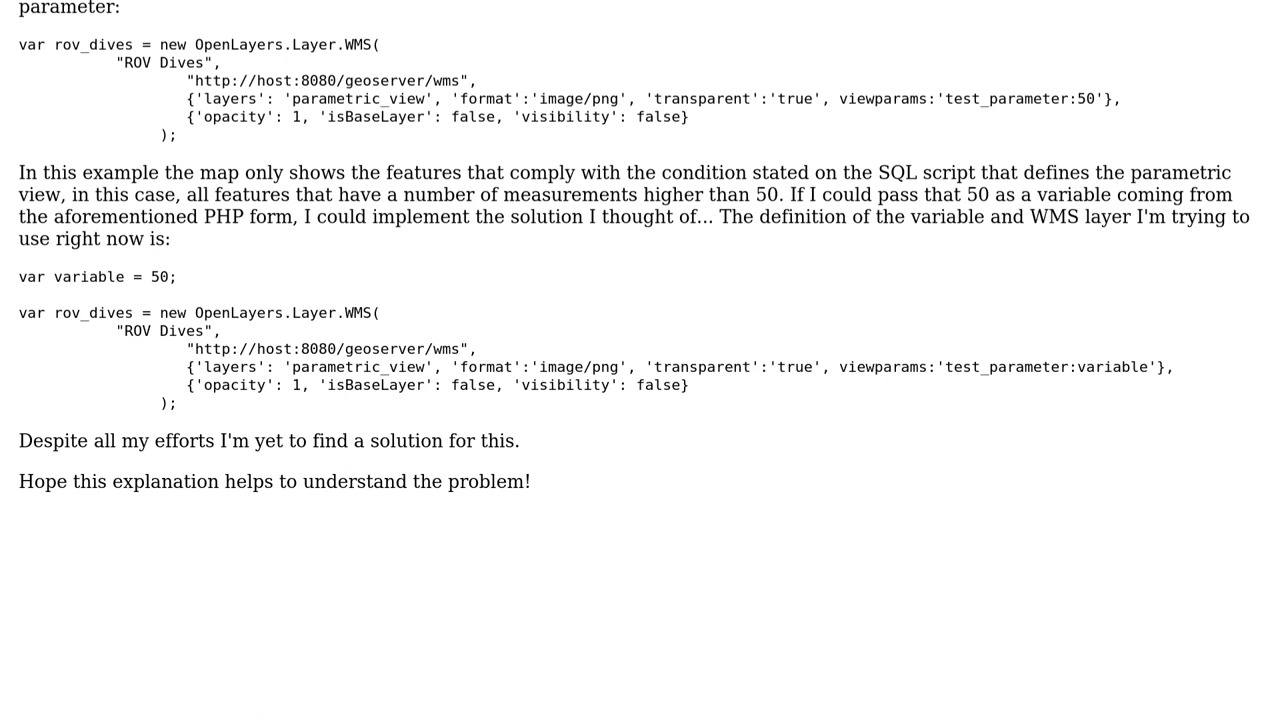 parameter:
var rov_dives = new OpenLayers.Layer.WMS(
"ROV Dives",
"http://host:8080/geoserver/wms",
{'layers': 'parametric_view', 'format':'image/png', 'transparent':'true', viewparams:'test_parameter:50'},
{'opacity': 1, 'isBaseLayer': false, 'visibility': false}
);
In this example the map only shows the features that comply with the condition stated on the SQL script that defines the parametric
view, in this case, all features that have a number of measurements higher than 50. If I could pass that 50 as a variable coming from
the aforementioned PHP form, I could implement the solution I thought of... The definition of the variable and WMS layer I'm trying to
use right now is:
var variable = 50;
var rov_dives = new OpenLayers.Layer.WMS(
"ROV Dives",
"http://host:8080/geoserver/wms",
{'layers': 'parametric_view', 'format':'image/png', 'transparent':'true', viewparams:'test_parameter:variable'},
{'opacity': 1, 'isBaseLayer': false, 'visibility': false}
);
Despite all my efforts I'm yet to find a solution for this.
Hope this explanation helps to understand the problem!